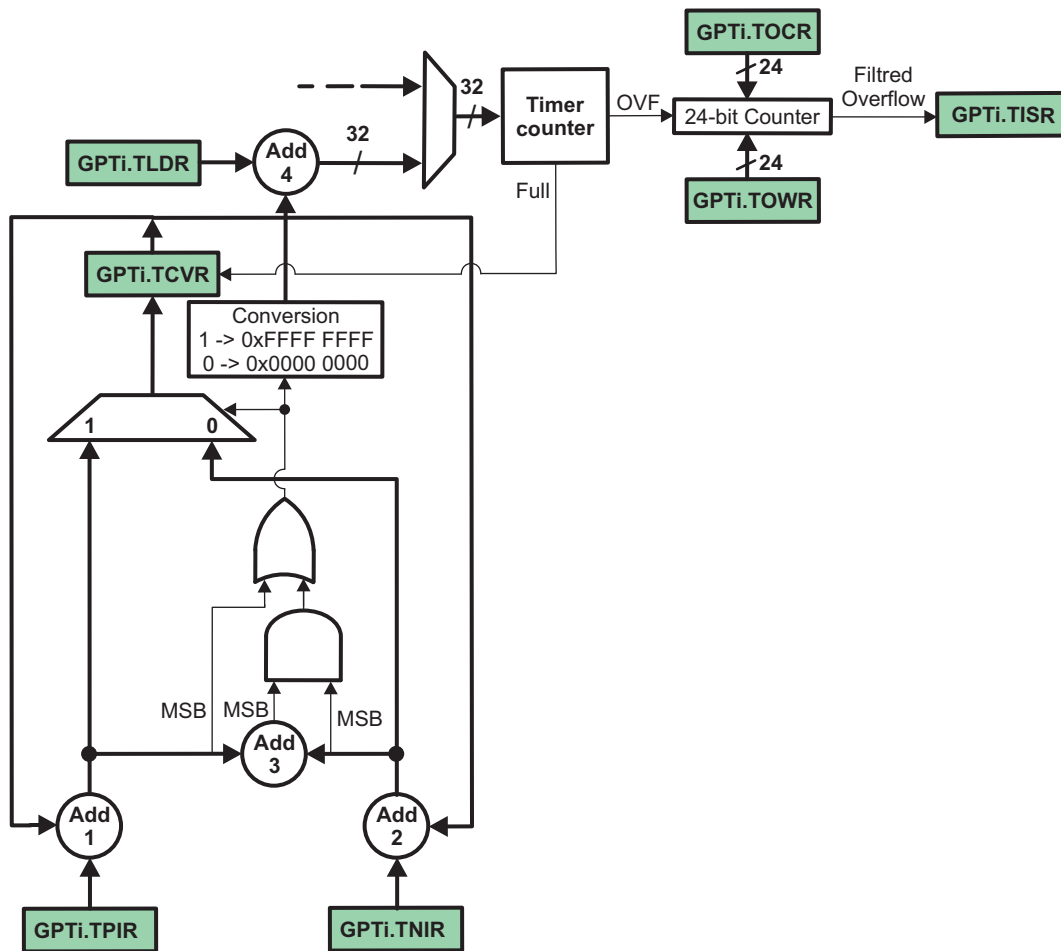 GPTi.TOCR
24
32
Timer
counter
OVF
24-bit Counter
Filtred
Overflow
GPTi.TISR
GPTi.TLDR
Add
4
32
24
GPTi.TOWR
Full
GPTi.TCVR
Conversion
1 -> 0xFFFF FFFF
0 -> 0x0000 0000
1
0
MSB
MSB
MSB
Add
3
Add
1
Add
2
GPTi.TPIR
GPTi.TNIR